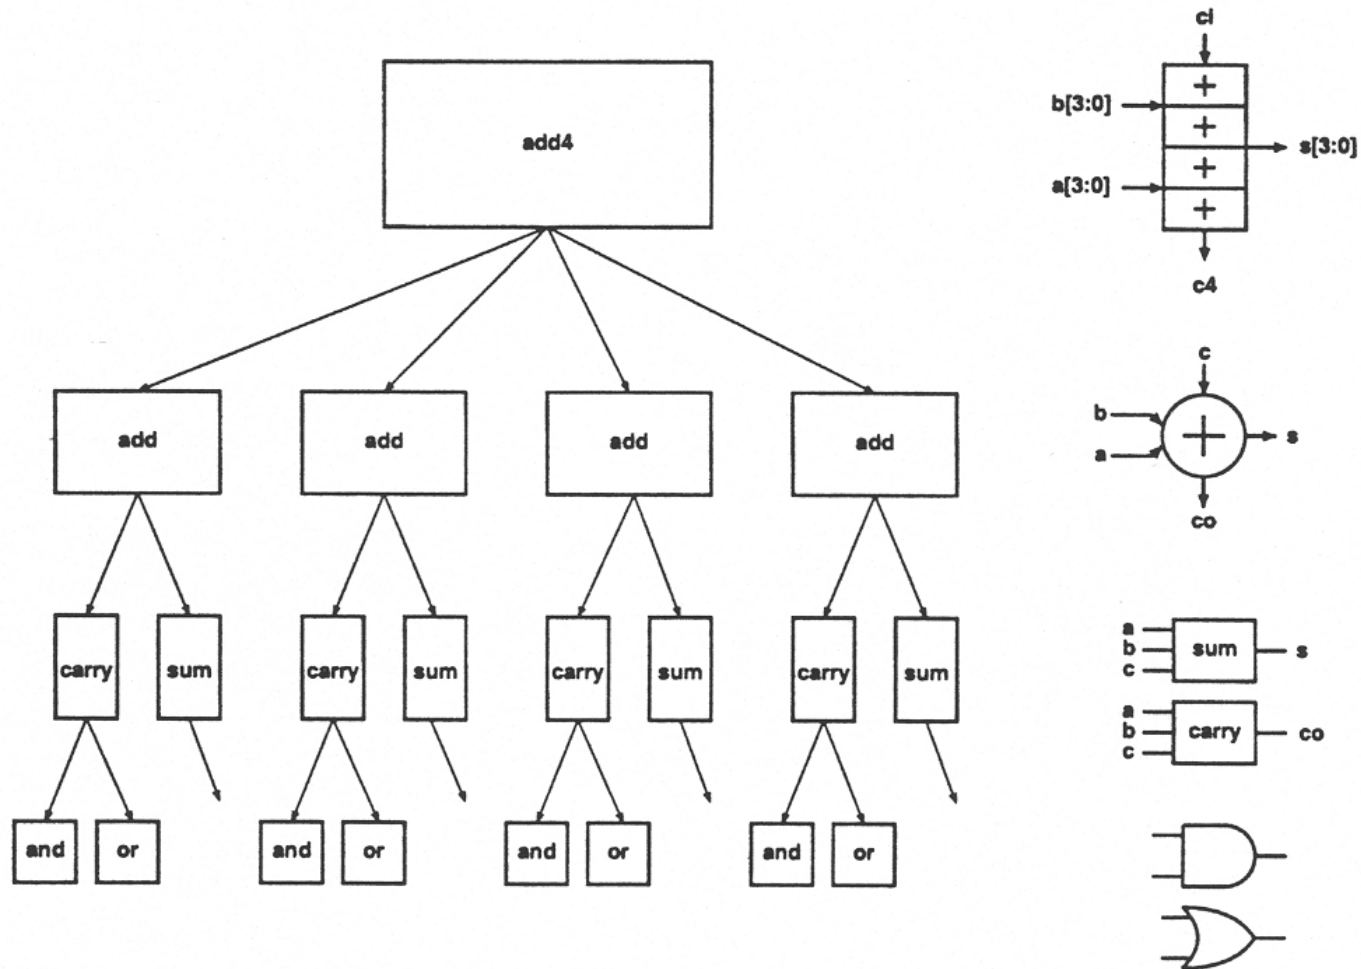 ci
b[3:0]
s[3:0]
a[3:0]
c4
add4
c
b
a
s
co
add add add add
carry sum carry sum carry sum carry sum
a
b sum s
c
a
b carry co
c
and or and or and or and or